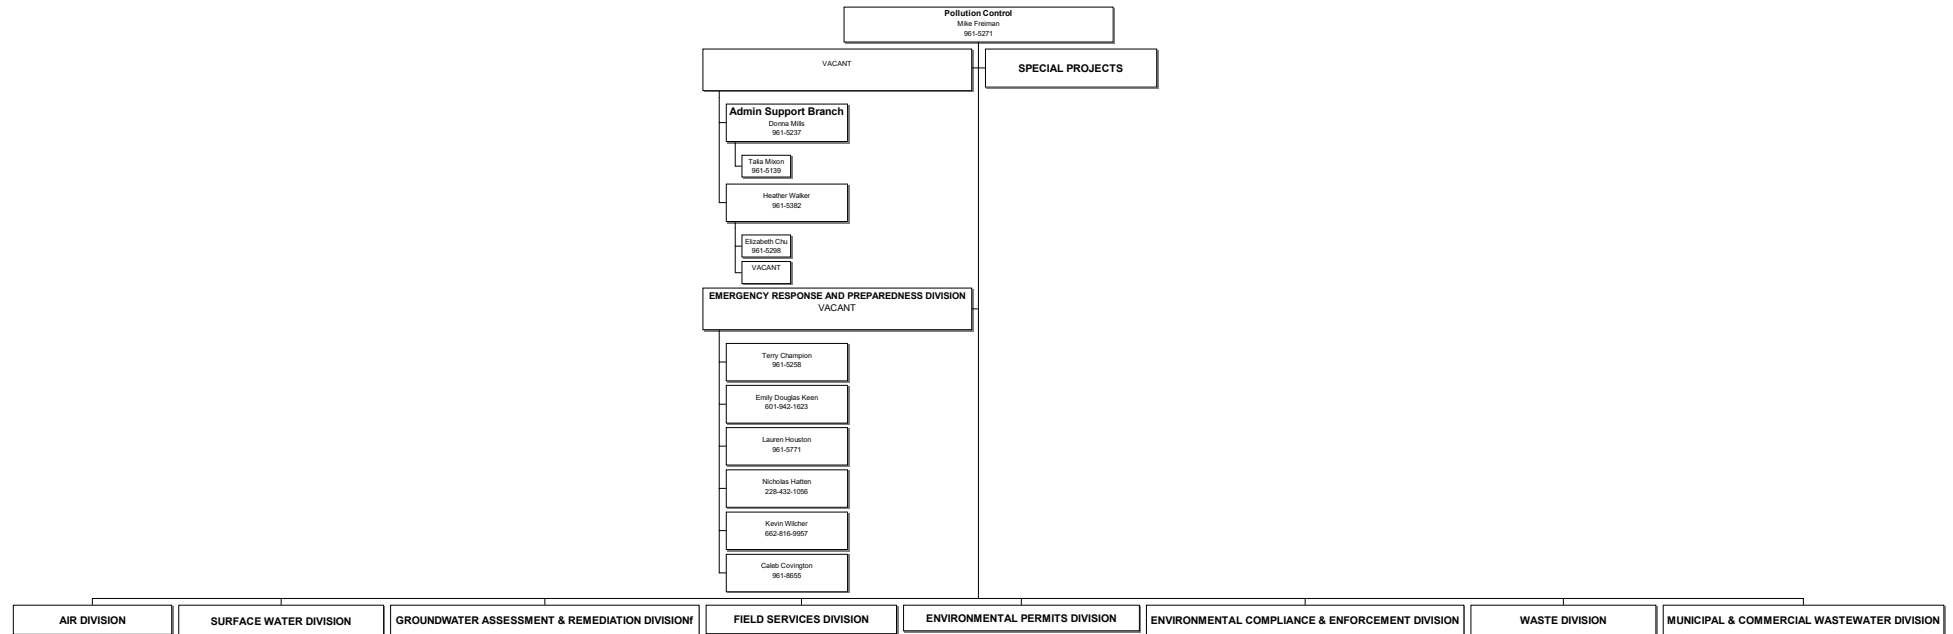 Pollution Control
Mike Freiman
961-5271
VACANT
SPECIAL PROJECTS
Admin Support Branch
Donna Mills
961-5237
Talia Mixon
961-5139
Heather Walker
961-5382
Elizabeth Chu
961-5298
VACANT
EMERGENCY RESPONSE AND PREPAREDNESS DIVISION
VACANT
Terry Champion
961-5258
Emily Douglas Keen
601-942-1623
Lauren Houston
961-5771
Nicholas Hatten
228-432-1056
Kevin Wilcher
662-816-9957
Caleb Covington
961-8655
AIR DIVISION
SURFACE WATER DIVISION
GROUNDWATER ASSESSMENT & REMEDIATION DIVISIONf
FIELD SERVICES DIVISION
ENVIRONMENTAL PERMITS DIVISION
ENVIRONMENTAL COMPLIANCE & ENFORCEMENT DIVISION
WASTE DIVISION
MUNICIPAL & COMMERCIAL WASTEWATER DIVISION